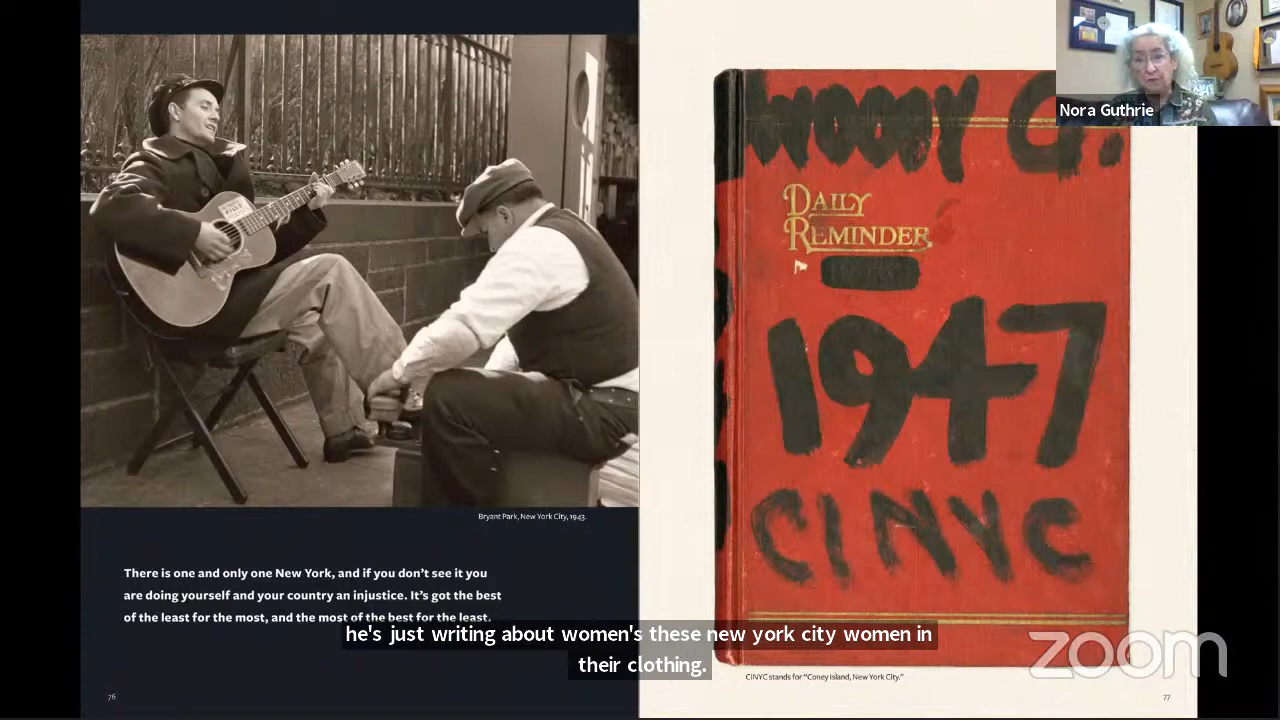 Nora Guthrie
WOODY G.
DAILY
REMINDER
1947
CINYC
Bryant Park, New York City, 1943.
There is one and only one New York, and if you don't see it you
are doing yourself and your country an injustice. It's got the best
of the least for the most, and the most of the best for the least.
he's just writing about women's these new york city women in
their clothing.
zoom
CINYC stands for "Coney Island, New York City."
76
77